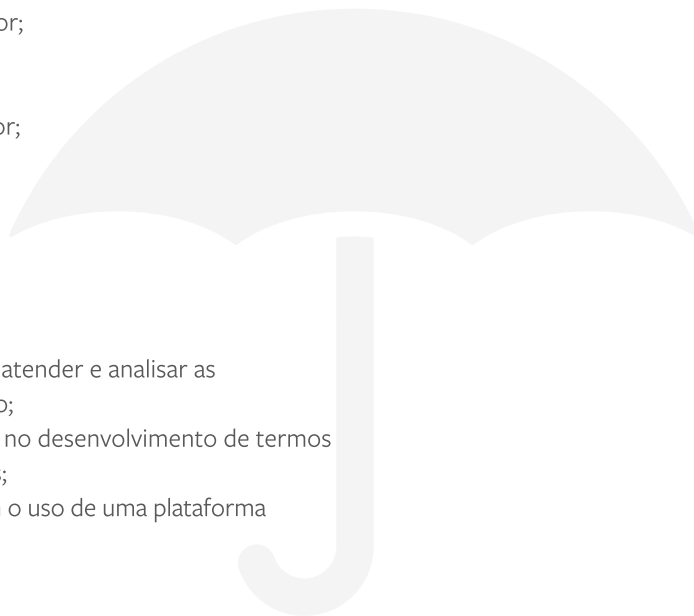 or;
or;
atender e analisar as
o;
no desenvolvimento de termos
s;
o uso de uma plataforma